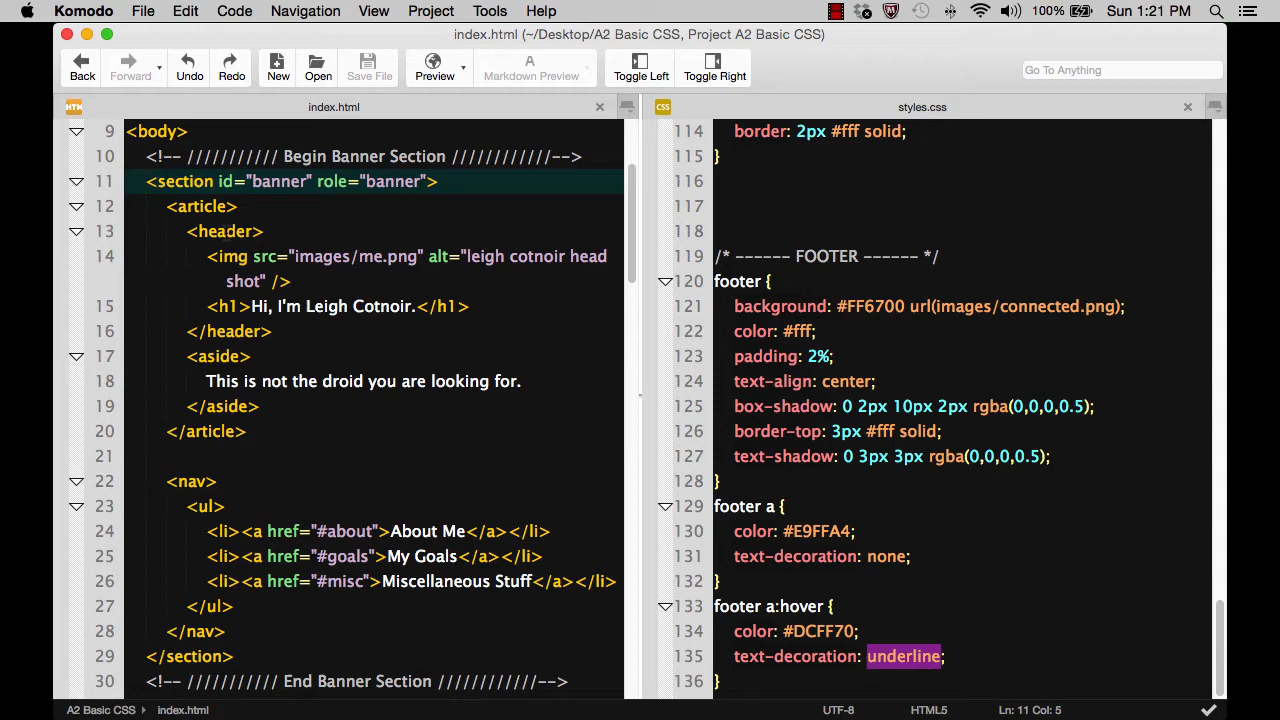 Komodo File Edit Code Navigation View Project Tools Help 100% Sun 1:21 PM
index.html (~/Desktop/A2 Basic CSS, Project A2 Basic CSS)
Back Forward Undo Redo New Open Save File Preview Markdown Preview Toggle Left Toggle Right Go To Anything
HTM index.html
9 <body>
10 <!-- /////////// Begin Banner Section ////////////-->
11 <section id="banner" role="banner">
12 <article>
13 <header>
14 <img src="images/me.png" alt="leigh cotnoir head
shot" />
15 <h1>Hi, I'm Leigh Cotnoir.</h1>
16 </header>
17 <aside>
18 This is not the droid you are looking for.
19 </aside>
20 </article>
21
22 <nav>
23 <ul>
24 <li><a href="#about">About Me</a></li>
25 <li><a href="#goals">My Goals</a></li>
26 <li><a href="#misc">Miscellaneous Stuff</a></li>
27 </ul>
28 </nav>
29 </section>
30 <!-- /////////// End Banner Section ////////////-->
CSS styles.css
114 border: 2px #fff solid;
115 }
116
117
118
119 /* ------ FOOTER ------ */
120 footer {
121 background: #FF6700 url(images/connected.png);
122 color: #fff;
123 padding: 2%;
124 text-align: center;
125 box-shadow: 0 2px 10px 2px rgba(0,0,0,0.5);
126 border-top: 3px #fff solid;
127 text-shadow: 0 3px 3px rgba(0,0,0,0.5);
128 }
129 footer a {
130 color: #E9FFA4;
131 text-decoration: none;
132 }
133 footer a:hover {
134 color: #DCFF70;
135 text-decoration: underline;
136 }
A2 Basic CSS index.html UTF-8 HTML5 Ln: 11 Col: 5